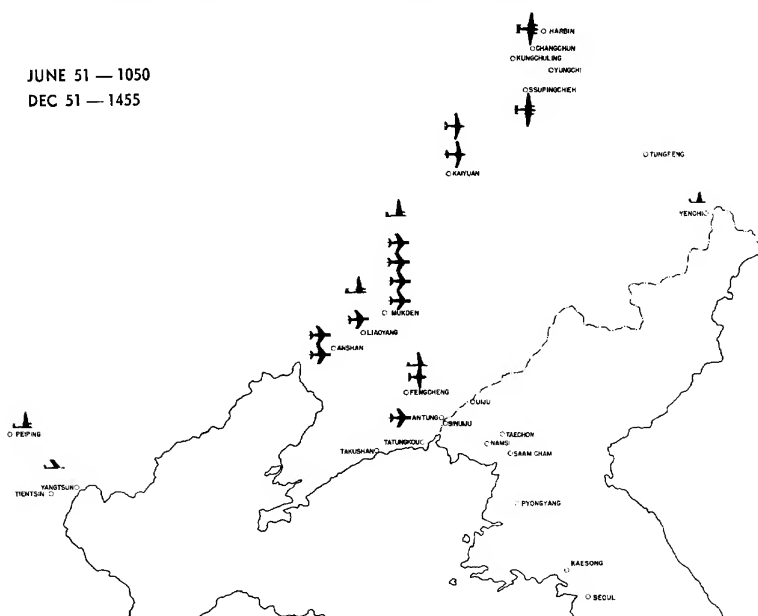 JUNE 51 — 1050
DEC 51 — 1455
HARBIN
CHANGCHUN
KUNGCHULING
YUNGCHI
SSUPINGCHIEH
TUNGFENG
KAIYUAN
YENCHI
MUKDEN
LIAOYANG
ANSHAN
FENGCHENG
UIJU
ANTUNG
SINUIJU
PEIPING
TAECHON
TATUNGKOU
NAMSI
TAKUSHAN
SAAM CHAM
YANGTSUN
TIENTSIN
PYONGYANG
KAESONG
SEOUL